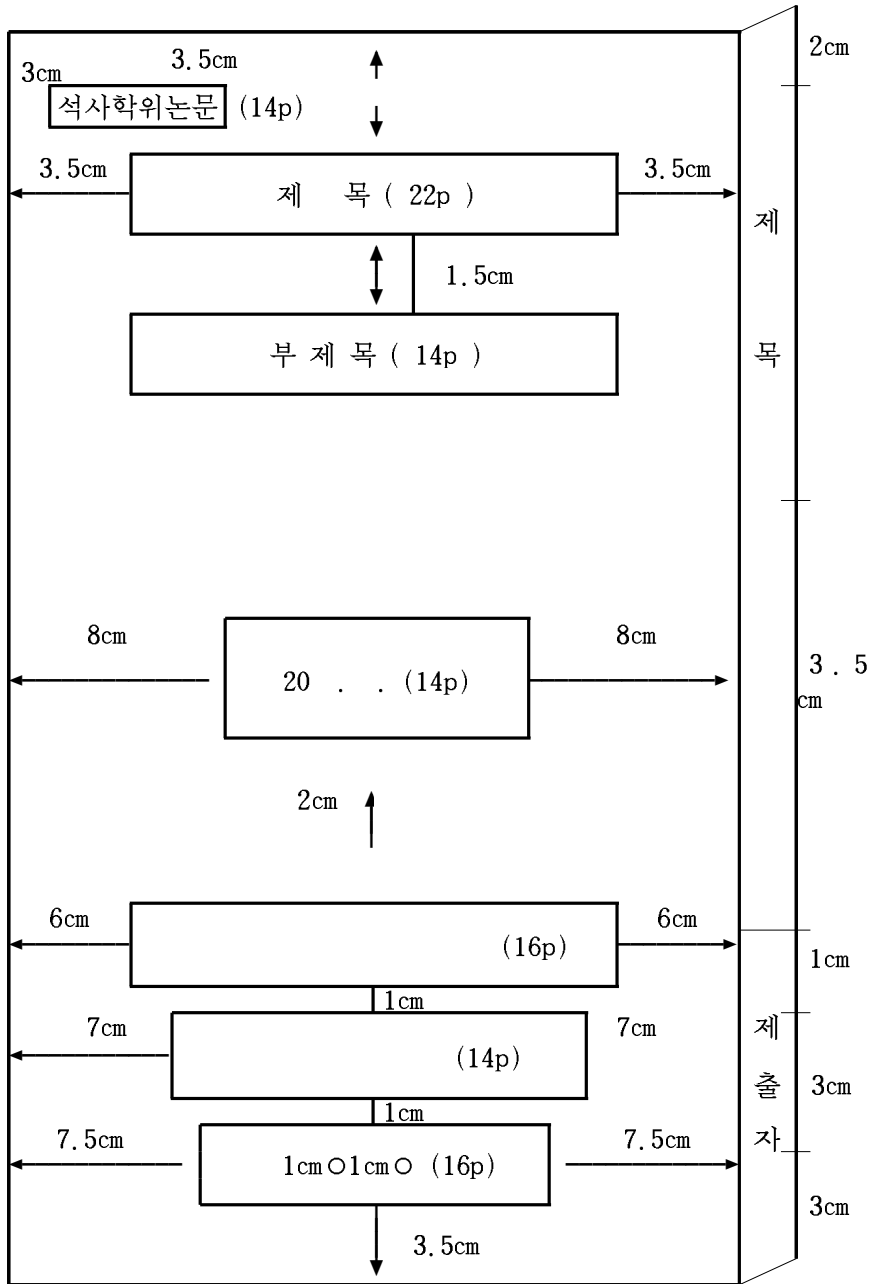 2cm
3.5cm
3cm
석사학위논문 (14p)
3.5cm
3.5cm
제 목 ( 22p )
제
1.5cm
부 제 목 ( 14p )
목
8cm
8cm
3 . 5
cm
20 . . (14p)
2cm
6cm
6cm
(16p)
1cm
1cm
7cm
7cm
제
(14p)
출
3cm
1cm
자
7.5cm
7.5cm
1cm○1cm○ (16p)
3cm
3.5cm